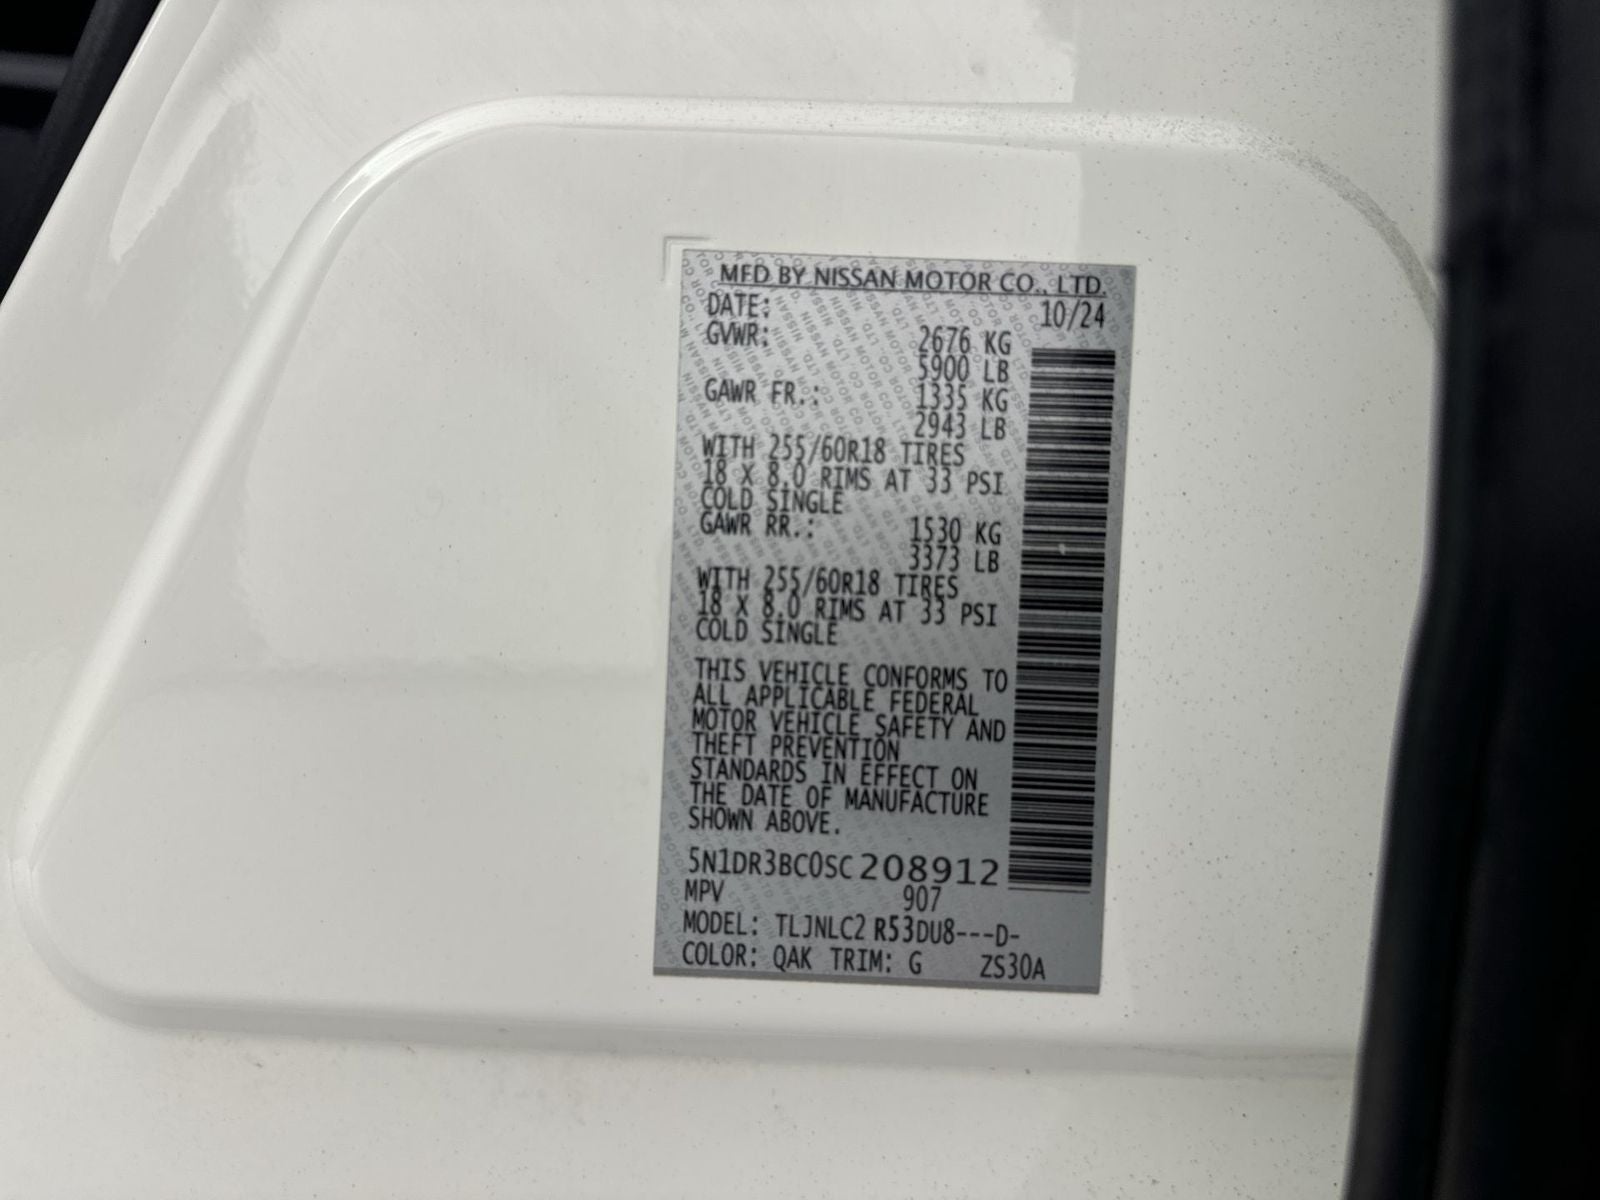 MFD BY NISSAN MOTOR CO., LTD.
DATE: 10/24
GVWR: 2676 KG
5900 LB
GAWR FR.: 1335 KG
2943 LB
WITH 255/60R18 TIRES
18 X 8.0 RIMS AT 33 PSI
COLD SINGLE
GAWR RR.: 1530 KG
3373 LB
WITH 255/60R18 TIRES
18 X 8.0 RIMS AT 33 PSI
COLD SINGLE
THIS VEHICLE CONFORMS TO
ALL APPLICABLE FEDERAL
MOTOR VEHICLE SAFETY AND
THEFT PREVENTION
STANDARDS IN EFFECT ON
THE DATE OF MANUFACTURE
SHOWN ABOVE.
5N1DR3BC0SC208912
MPV 907
MODEL: TLJNLC2 R53DU8---D-
COLOR: QAK TRIM: G ZS30A